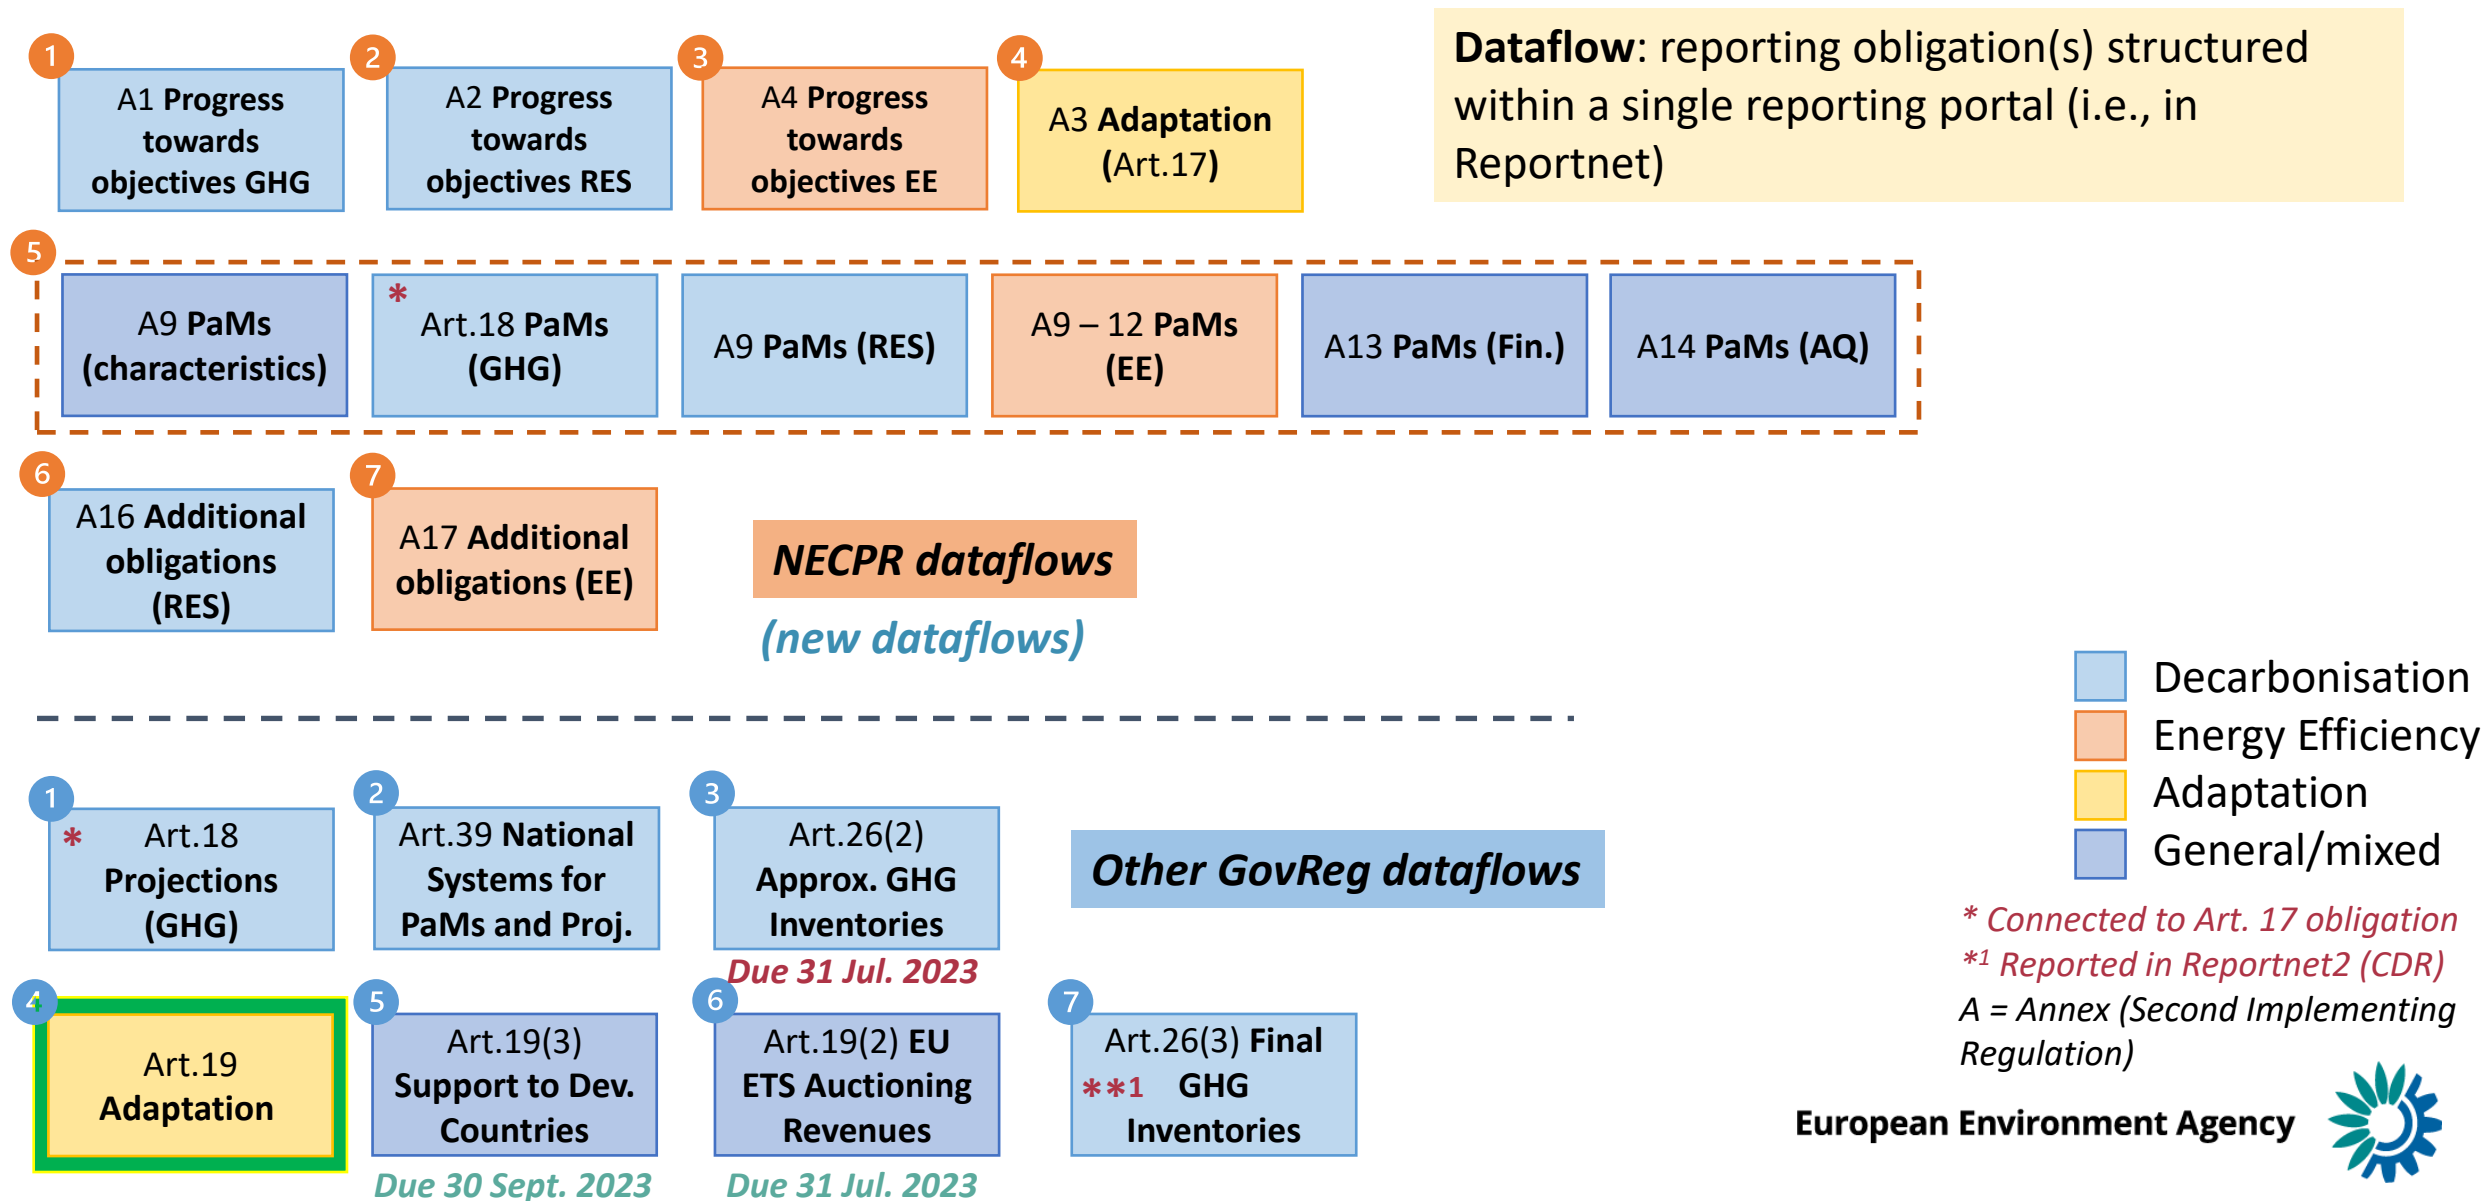 1
A1 Progress
towards
objectives GHG
2
A2 Progress
towards
objectives RES
3
A4 Progress
towards
objectives EE
4
A3 Adaptation
(Art.17)
Dataflow: reporting obligation(s) structured
within a single reporting portal (i.e., in
Reportnet)
5
A9 PaMs
(characteristics)
*
Art.18 PaMs
(GHG)
A9 PaMs (RES)
A9 – 12 PaMs
(EE)
A13 PaMs (Fin.)
A14 PaMs (AQ)
6
A16 Additional
obligations
(RES)
7
A17 Additional
obligations (EE)
NECPR dataflows
(new dataflows)
Decarbonisation
Energy Efficiency
Adaptation
General/mixed
1
* Art.18
Projections
(GHG)
2
Art.39 National
Systems for
PaMs and Proj.
3
Art.26(2)
Approx. GHG
Inventories
Due 31 Jul. 2023
Other GovReg dataflows
* Connected to Art. 17 obligation
*1 Reported in Reportnet2 (CDR)
A = Annex (Second Implementing
Regulation)
4
Art.19
Adaptation
5
Art.19(3)
Support to Dev.
Countries
Due 30 Sept. 2023
6
Art.19(2) EU
ETS Auctioning
Revenues
Due 31 Jul. 2023
7
Art.26(3) Final
**1 GHG
Inventories
European Environment Agency